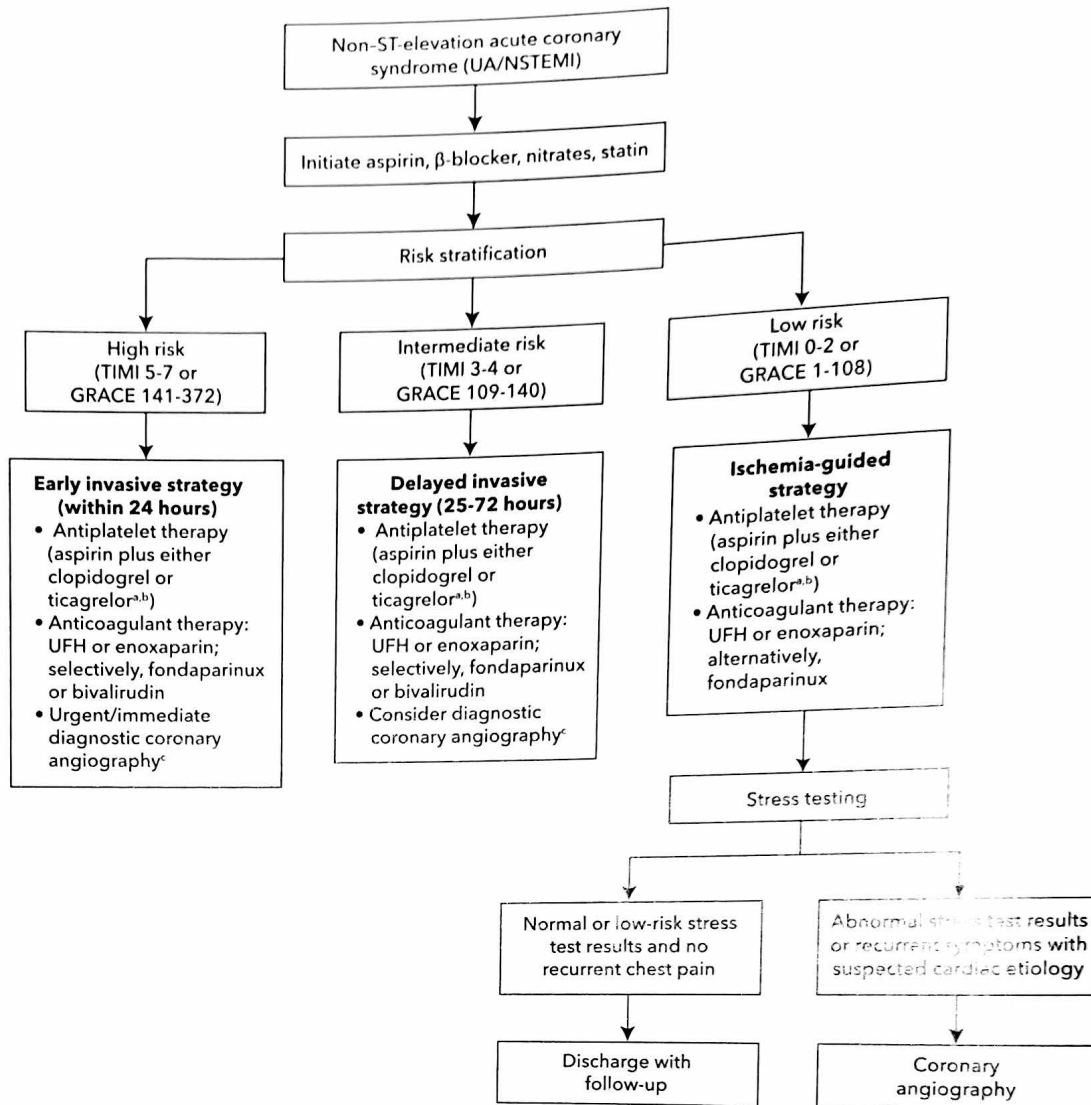 Non–ST-elevation acute coronary
syndrome (UA/NSTEMI)
Initiate aspirin, β-blocker, nitrates, statin
Risk stratification
High risk
(TIMI 5-7 or
GRACE 141-372)
Intermediate risk
(TIMI 3-4 or
GRACE 109-140)
Low risk
(TIMI 0-2 or
GRACE 1-108)
Early invasive strategy
(within 24 hours)
• Antiplatelet therapy
(aspirin plus either
clopidogrel or
ticagrelorᵃ,ᵇ)
• Anticoagulant therapy:
UFH or enoxaparin;
selectively, fondaparinux
or bivalirudin
• Urgent/immediate
diagnostic coronary
angiographyᶜ
Delayed invasive
strategy (25-72 hours)
• Antiplatelet therapy
(aspirin plus either
clopidogrel or
ticagrelorᵃ,ᵇ)
• Anticoagulant therapy:
UFH or enoxaparin;
selectively, fondaparinux
or bivalirudin
• Consider diagnostic
coronary angiographyᶜ
Ischemia-guided
strategy
• Antiplatelet therapy
(aspirin plus either
clopidogrel or
ticagrelorᵃ,ᵇ)
• Anticoagulant therapy:
UFH or enoxaparin;
alternatively,
fondaparinux
Stress testing
Normal or low-risk stress
test results and no
recurrent chest pain
Abnormal stress test results
or recurrent symptoms with
suspected cardiac etiology
Discharge with
follow-up
Coronary
angiography